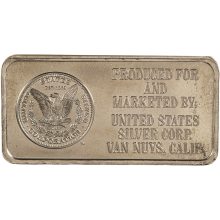 PRODUCED FOR
AND
MARKETED BY:
UNITED STATES
SILVER CORP.
VAN NUYS, CALIF.